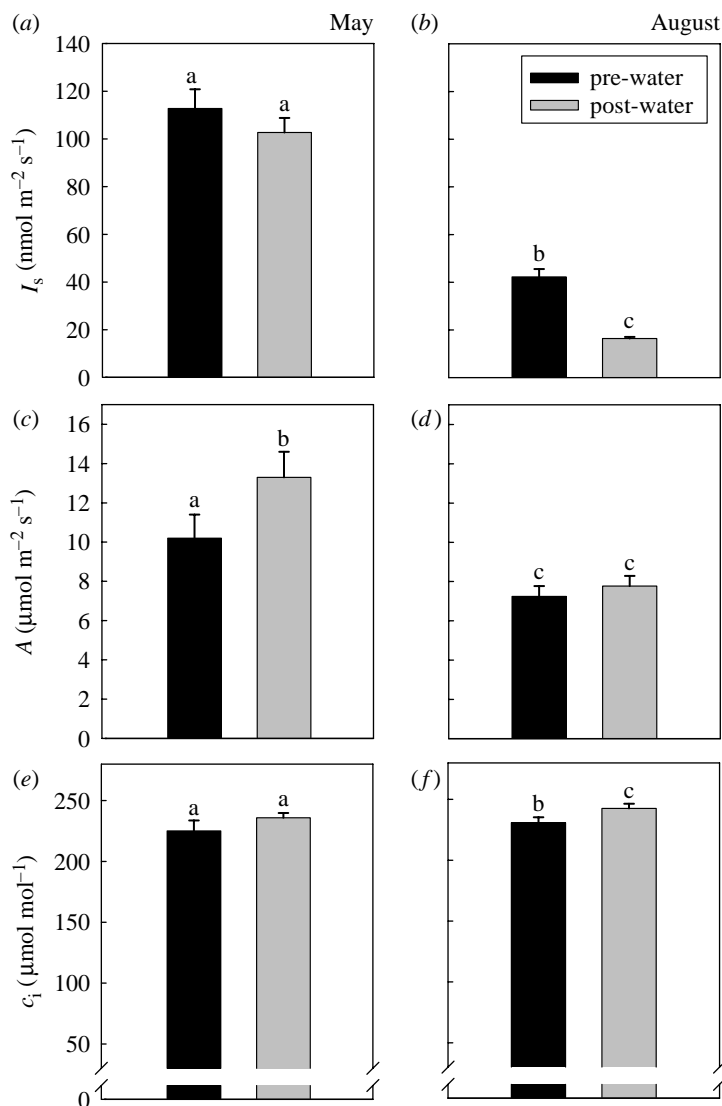 (a) May
(b) August
140
120
100
80
60
40
20
0
I_s (nmol m⁻² s⁻¹)
a a
pre-water
post-water
b
c
(c)
16
14
12
10
8
6
4
2
0
A (μmol m⁻² s⁻¹)
a
b
(d)
c c
(e)
250
200
150
100
50
0
c_i (μmol mol⁻¹)
a a
(f)
b c